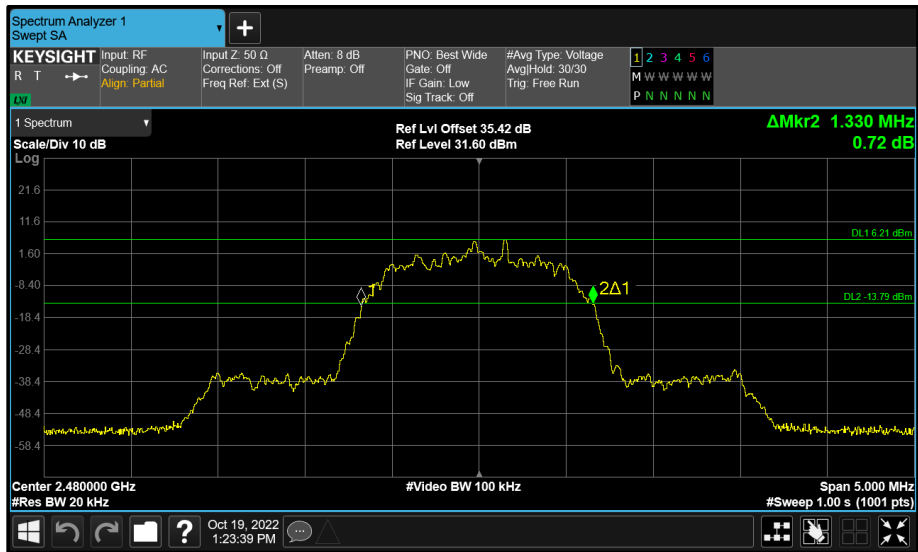 Spectrum Analyzer 1
Swept SA
KEYSIGHT
R T
LXI
Input: RF
Coupling: AC
Align: Partial
Input Z: 50 Ω
Corrections: Off
Freq Ref: Ext (S)
Atten: 8 dB
Preamp: Off
PNO: Best Wide
Gate: Off
IF Gain: Low
Sig Track: Off
#Avg Type: Voltage
Avg|Hold: 30/30
Trig: Free Run
1 2 3 4 5 6
M W W W W W
P N N N N N
1 Spectrum
Scale/Div 10 dB
Log
Ref Lvl Offset 35.42 dB
Ref Level 31.60 dBm
ΔMkr2 1.330 MHz
0.72 dB
21.6
11.6
DL1 6.21 dBm
1.60
-8.40
1
2Δ1
DL2 -13.79 dBm
-18.4
-28.4
-38.4
-48.4
-58.4
Center 2.480000 GHz
#Video BW 100 kHz
Span 5.000 MHz
#Res BW 20 kHz
#Sweep 1.00 s (1001 pts)
?
Oct 19, 2022
1:23:39 PM